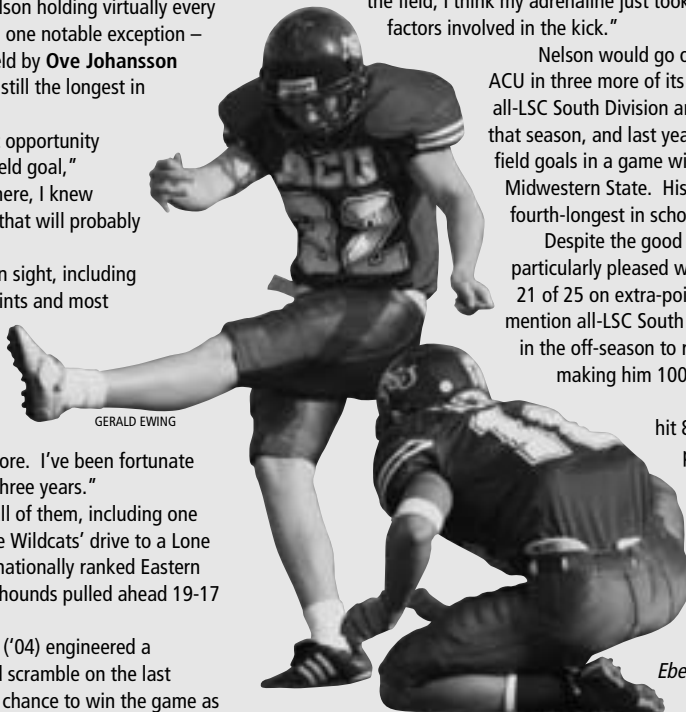 lson holding virtually every
one notable exception –
eld by Ove Johansson
still the longest in
opportunity
eld goal,"
here, I knew
that will probably
n sight, including
ints and most
GERALD EWING
ore. I've been fortunate
hree years."
ll of them, including one
e Wildcats' drive to a Lone
nationally ranked Eastern
hounds pulled ahead 19-17
('04) engineered a
d scramble on the last
chance to win the game as
the field, I think my adrenaline just took
factors involved in the kick."
Nelson would go o
ACU in three more of its
all-LSC South Division an
that season, and last yea
field goals in a game wi
Midwestern State. His
fourth-longest in scho
Despite the good
particularly pleased w
21 of 25 on extra-poi
mention all-LSC South
in the off-season to r
making him 100
hit 8
p
Ebe
ACU
32